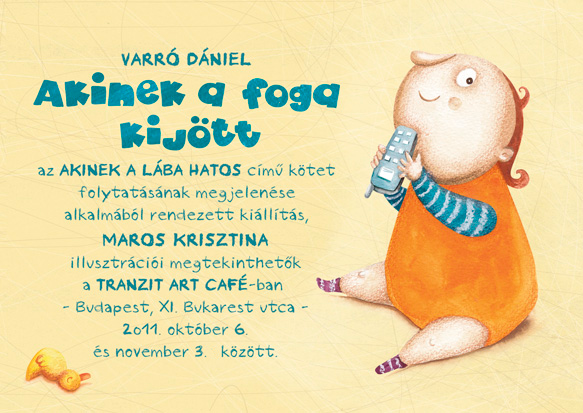 VARRÓ DÁNIEL
Akinek a foga
kijött
az AKINEK A LÁBA HATOS című kötet
folytatásának megjelenése
alkalmából rendezett kiállítás,
MAROS KRISZTINA
illusztrációi megtekinthetők
a TRANZIT ART CAFÉ-ban
- Budapest, XI. Bukarest utca -
2011. október 6.
és november 3. között.